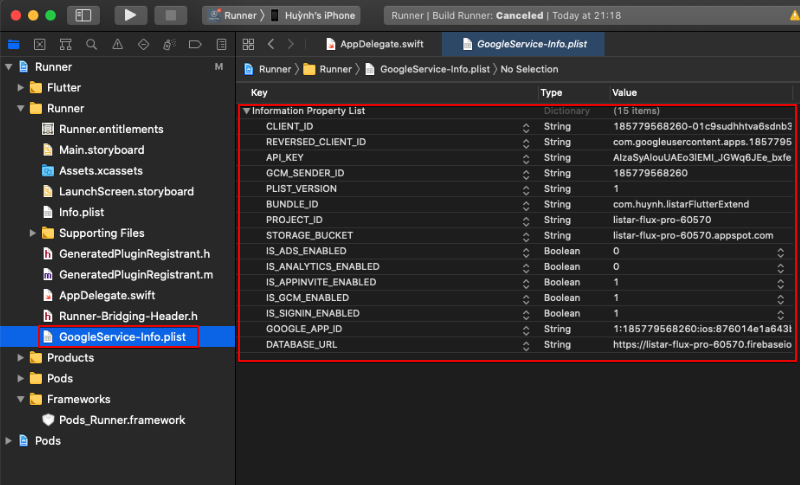 Runner Huỳnh's iPhone
Runner | Build Runner: Canceled | Today at 21:18
AppDelegate.swift GoogleService-Info.plist
Runner Runner GoogleService-Info.plist No Selection
Key Type Value
Runner M
Flutter
Runner
Runner.entitlements
Main.storyboard
Assets.xcassets
LaunchScreen.storyboard
Info.plist
Supporting Files
GeneratedPluginRegistrant.h
GeneratedPluginRegistrant.m
AppDelegate.swift
Runner-Bridging-Header.h
GoogleService-Info.plist
Products
Pods
Frameworks
Pods_Runner.framework
Pods
Information Property List Dictionary (15 items)
CLIENT_ID String 185779568260-01c9sudhhtva6sdnb3
REVERSED_CLIENT_ID String com.googleusercontent.apps.1857795
API_KEY String
GCM_SENDER_ID String 185779568260
PLIST_VERSION String 1
BUNDLE_ID String com.huynh.listarFlutterExtend
PROJECT_ID String listar-flux-pro-60570
STORAGE_BUCKET String listar-flux-pro-60570.appspot.com
IS_ADS_ENABLED Boolean 0
IS_ANALYTICS_ENABLED Boolean 0
IS_APPINVITE_ENABLED Boolean 1
IS_GCM_ENABLED Boolean 1
IS_SIGNIN_ENABLED Boolean 1
GOOGLE_APP_ID String 1:185779568260:ios:876014e1a643b
DATABASE_URL String https://listar-flux-pro-60570.firebaseio